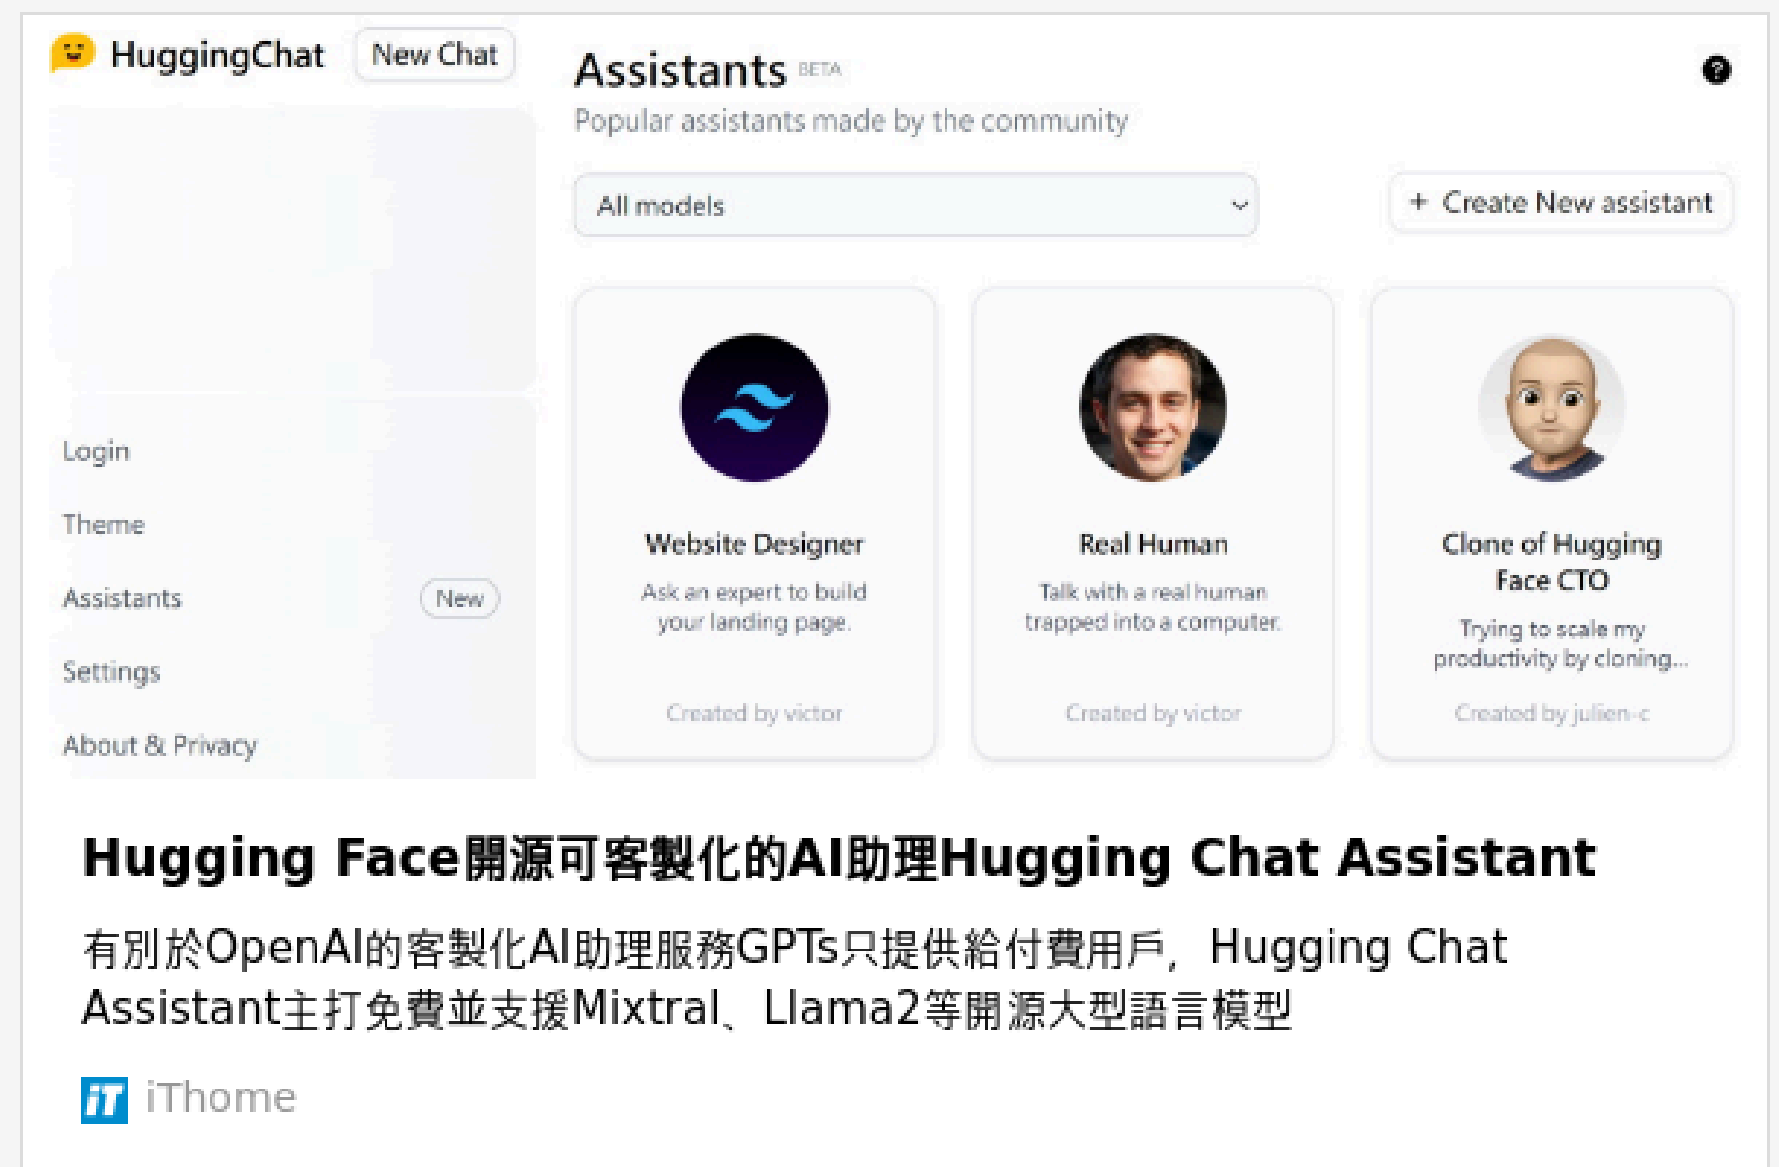 HuggingChat
New Chat
Login
Theme
Assistants
New
Settings
About & Privacy
Assistants BETA
Popular assistants made by the community
All models
+ Create New assistant
Website Designer
Ask an expert to build
your landing page.
Created by victor
Real Human
Talk with a real human
trapped into a computer.
Created by victor
Clone of Hugging
Face CTO
Trying to scale my
productivity by cloning...
Created by julien-c
Hugging Face開源可客製化的AI助理Hugging Chat Assistant
有別於OpenAI的客製化AI助理服務GPTs只提供給付費用戶，Hugging Chat
Assistant主打免費並支援Mixtral、Llama2等開源大型語言模型
iT iThome